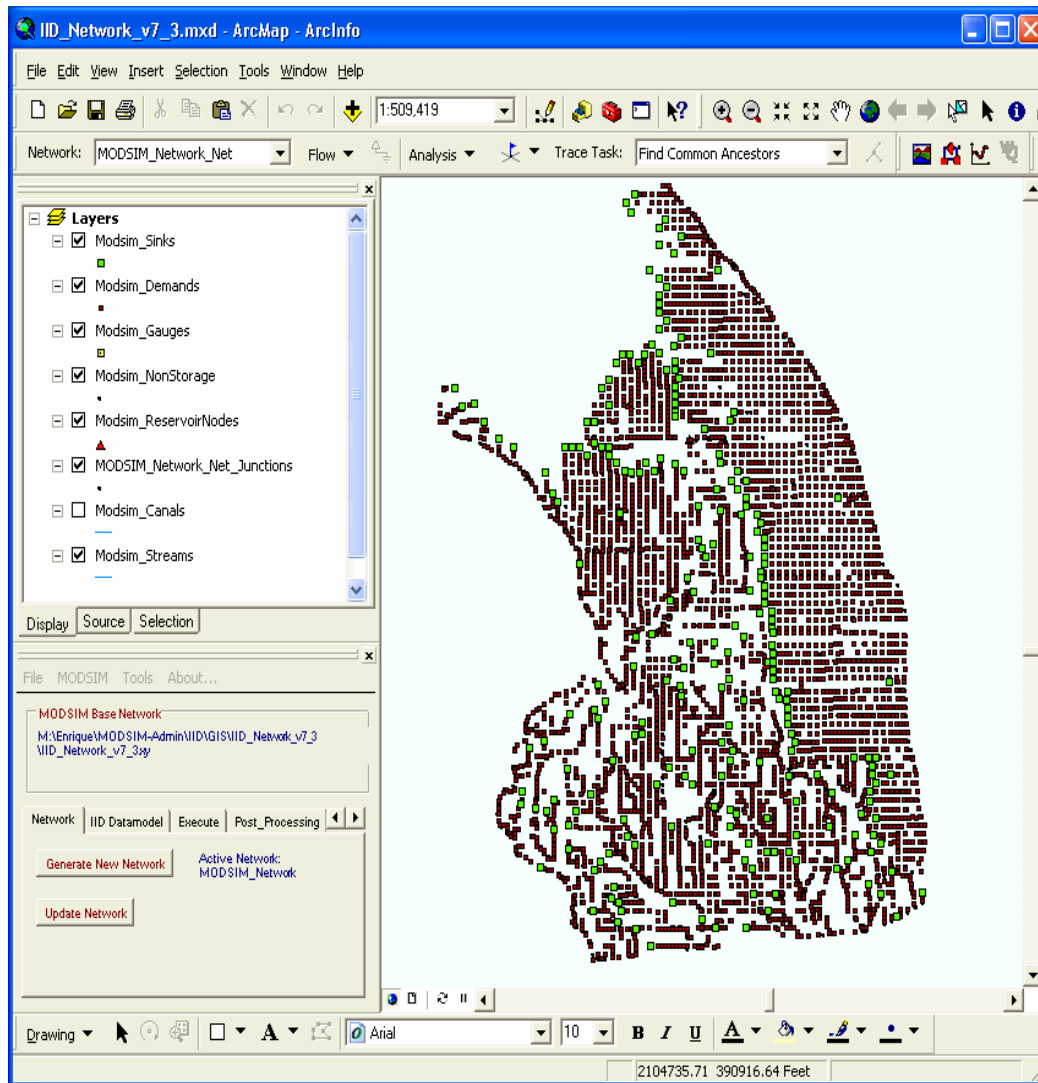 IID_Network_v7_3.mxd - ArcMap - ArcInfo
File Edit View Insert Selection Tools Window Help
1:509,419
Network: MODSIM_Network_Net Flow Analysis Trace Task: Find Common Ancestors
Layers
Modsim_Sinks
Modsim_Demands
Modsim_Gauges
Modsim_NonStorage
Modsim_ReservoirNodes
MODSIM_Network_Net_Junctions
Modsim_Canals
Modsim_Streams
Display Source Selection
File MODSIM Tools About...
MODSIM Base Network
M:\Enrique\MODSIM-Admin\IID\GIS\IID_Network_v7_3
\IID_Network_v7_3.xy
Network IID Datamodel Execute Post_Processing
Generate New Network
Active Network:
MODSIM_Network
Update Network
Drawing A Arial 10 B I U A
2104735.71 390916.64 Feet